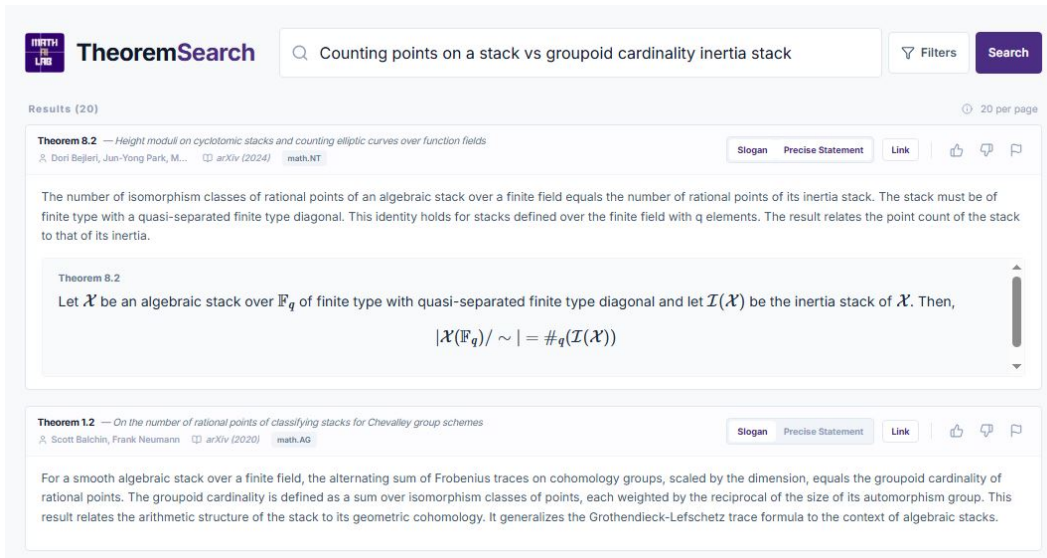 MATH
AI
LAB
TheoremSearch
Counting points on a stack vs groupoid cardinality inertia stack
Filters
Search
Results (20)
20 per page
Theorem 8.2 — Height moduli on cyclotomic stacks and counting elliptic curves over function fields
Dori Bejleri, Jun-Yong Park, M... arXiv (2024) math.NT
Slogan Precise Statement Link
The number of isomorphism classes of rational points of an algebraic stack over a finite field equals the number of rational points of its inertia stack. The stack must be of
finite type with a quasi-separated finite type diagonal. This identity holds for stacks defined over the finite field with q elements. The result relates the point count of the stack
to that of its inertia.
Theorem 8.2
Let 𝒳 be an algebraic stack over 𝔽_q of finite type with quasi-separated finite type diagonal and let ℐ(𝒳) be the inertia stack of 𝒳. Then,
|𝒳(𝔽_q)/ ∼ | = #_q(ℐ(𝒳))
Theorem 1.2 — On the number of rational points of classifying stacks for Chevalley group schemes
Scott Balchin, Frank Neumann arXiv (2020) math.AG
Slogan Precise Statement Link
For a smooth algebraic stack over a finite field, the alternating sum of Frobenius traces on cohomology groups, scaled by the dimension, equals the groupoid cardinality of
rational points. The groupoid cardinality is defined as a sum over isomorphism classes of points, each weighted by the reciprocal of the size of its automorphism group. This
result relates the arithmetic structure of the stack to its geometric cohomology. It generalizes the Grothendieck-Lefschetz trace formula to the context of algebraic stacks.